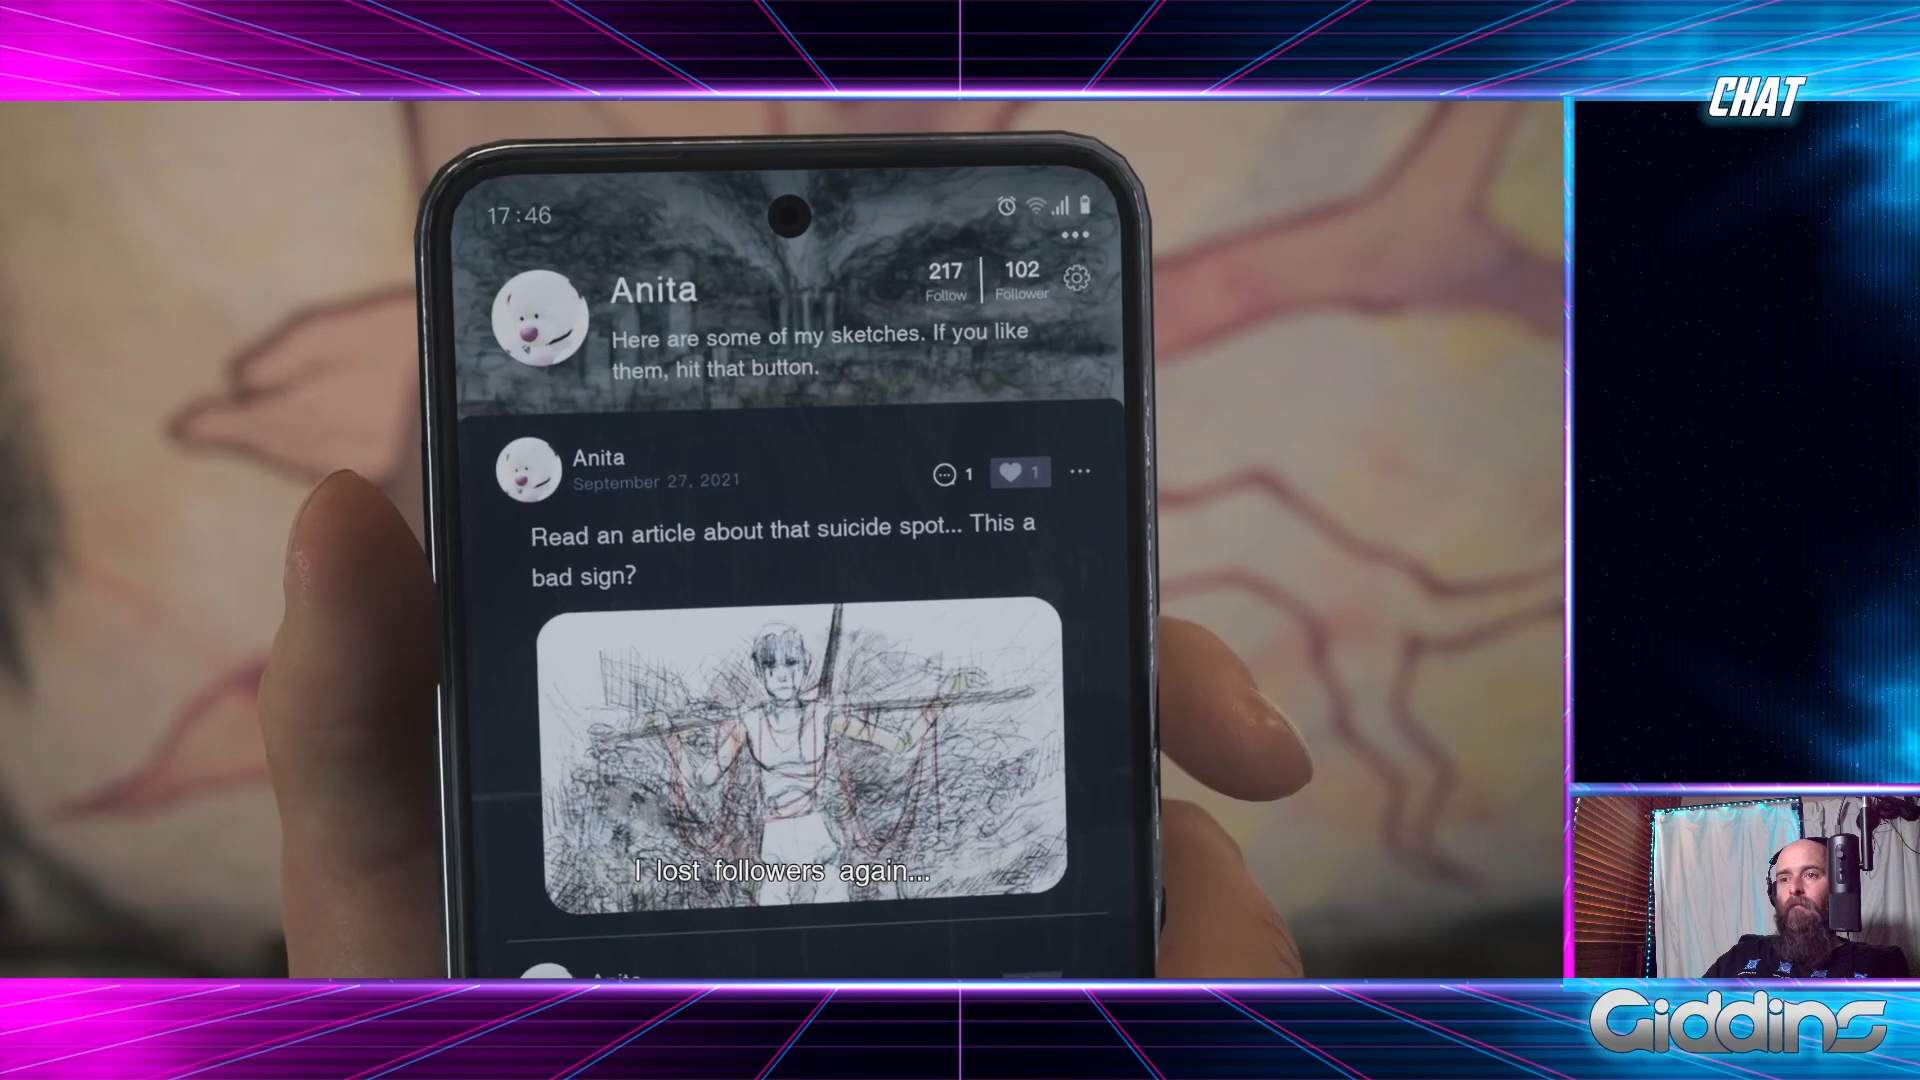 CHAT
17:46
Anita
217
Follow
102
Follower
Here are some of my sketches. If you like
them, hit that button.
Anita
September 27, 2021
1
1
Read an article about that suicide spot... This a
bad sign?
I lost followers again...
Anita
Giddins